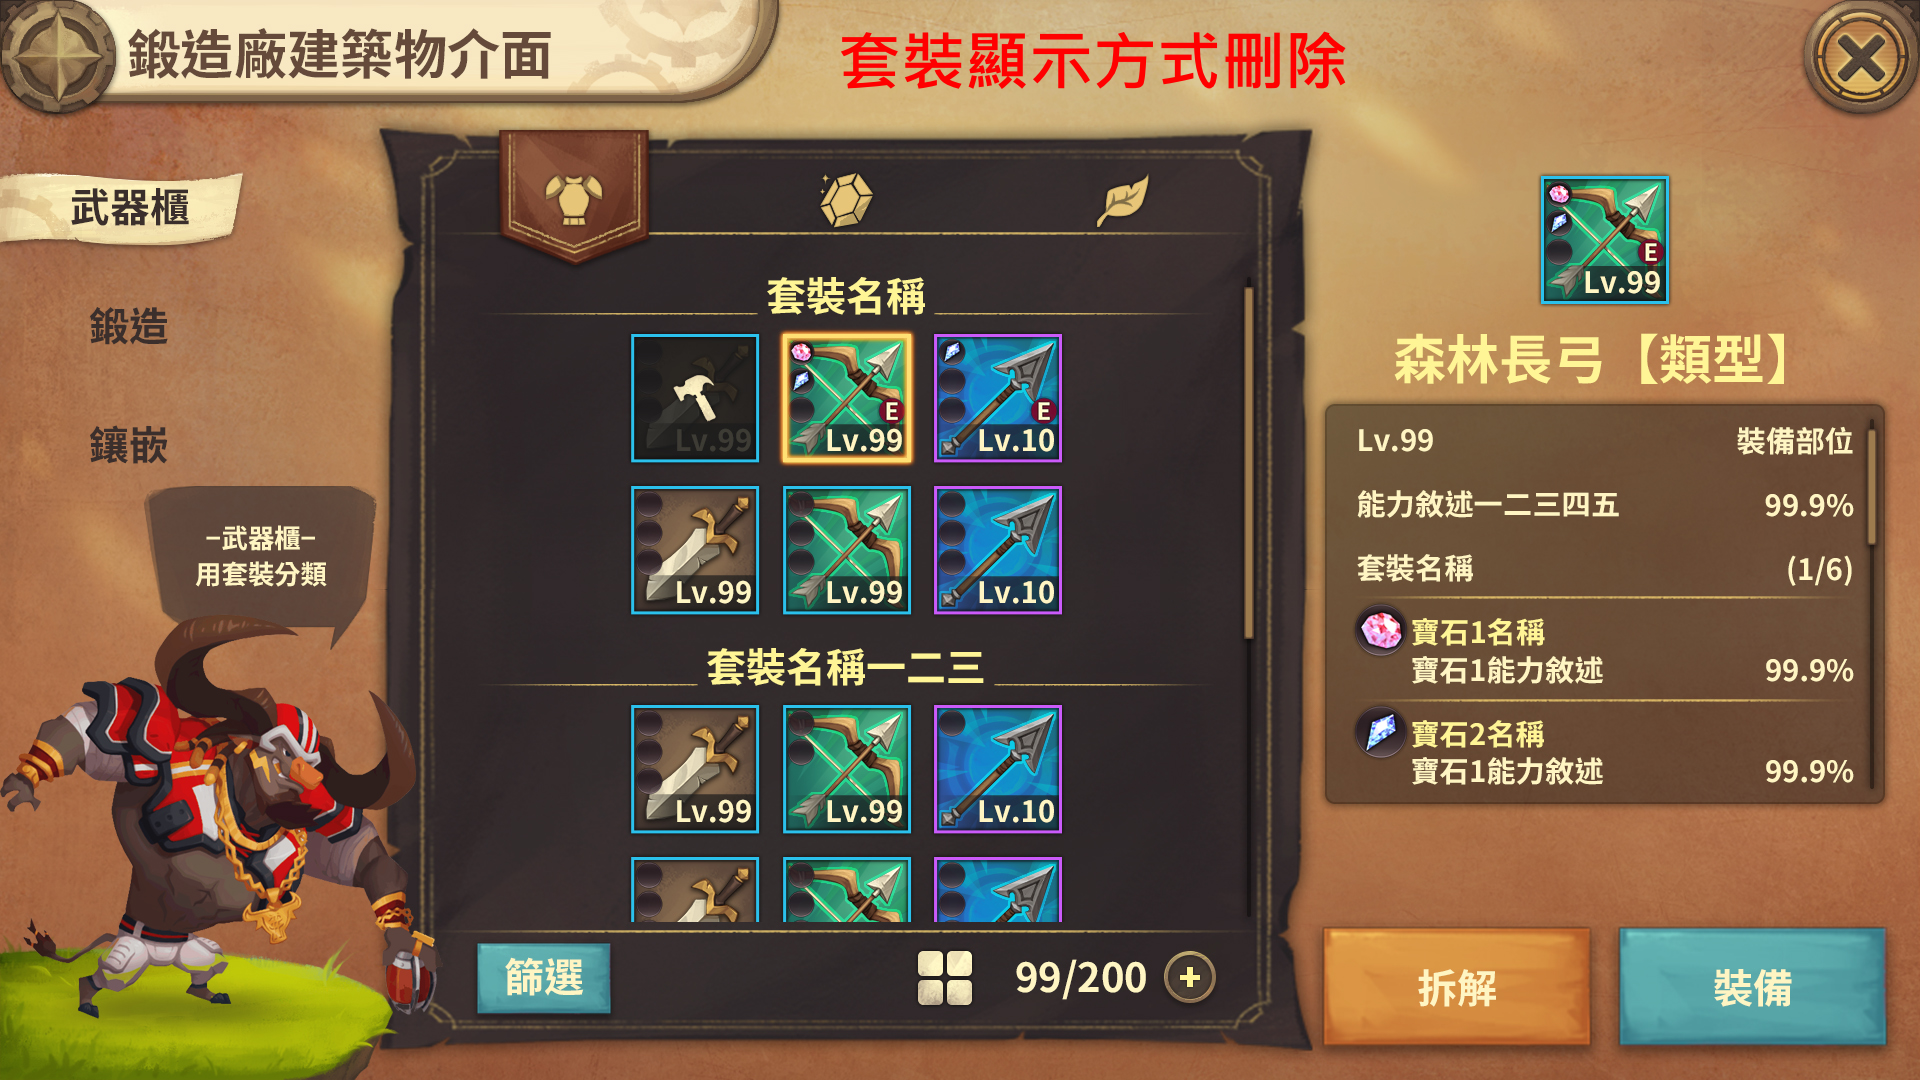 鍛造廠建築物介面
套裝顯示方式刪除
武器櫃
鍛造
鑲嵌
–武器櫃–
用套裝分類
套裝名稱
Lv.99
E
Lv.99
E
Lv.10
Lv.99
Lv.99
Lv.10
套裝名稱一二三
Lv.99
Lv.99
Lv.10
篩選
99/200
E
Lv.99
森林長弓【類型】
Lv.99 裝備部位
能力敘述一二三四五 99.9%
套裝名稱 (1/6)
寶石1名稱
寶石1能力敘述 99.9%
寶石2名稱
寶石1能力敘述 99.9%
拆解
裝備